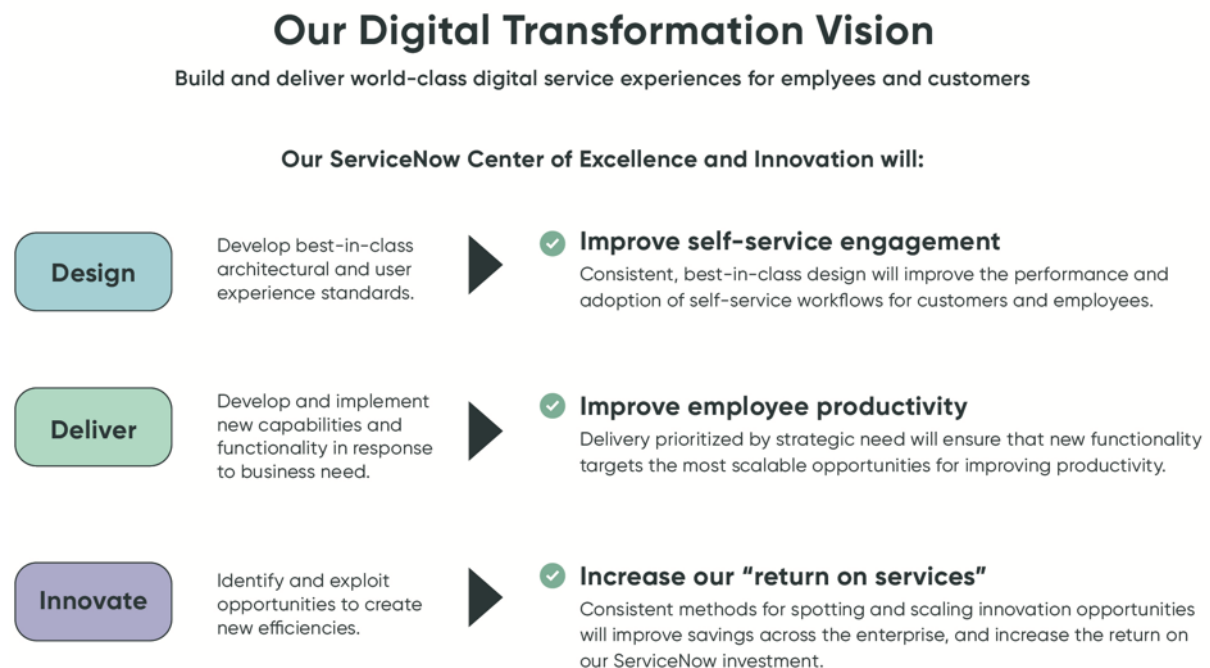 Our Digital Transformation Vision
Build and deliver world-class digital service experiences for emplyees and customers
Our ServiceNow Center of Excellence and Innovation will:
Design
Develop best-in-class
architectural and user
experience standards.
Improve self-service engagement
Consistent, best-in-class design will improve the performance and
adoption of self-service workflows for customers and employees.
Deliver
Develop and implement
new capabilities and
functionality in response
to business need.
Improve employee productivity
Delivery prioritized by strategic need will ensure that new functionality
targets the most scalable opportunities for improving productivity.
Innovate
Identify and exploit
opportunities to create
new efficiencies.
Increase our “return on services”
Consistent methods for spotting and scaling innovation opportunities
will improve savings across the enterprise, and increase the return on
our ServiceNow investment.